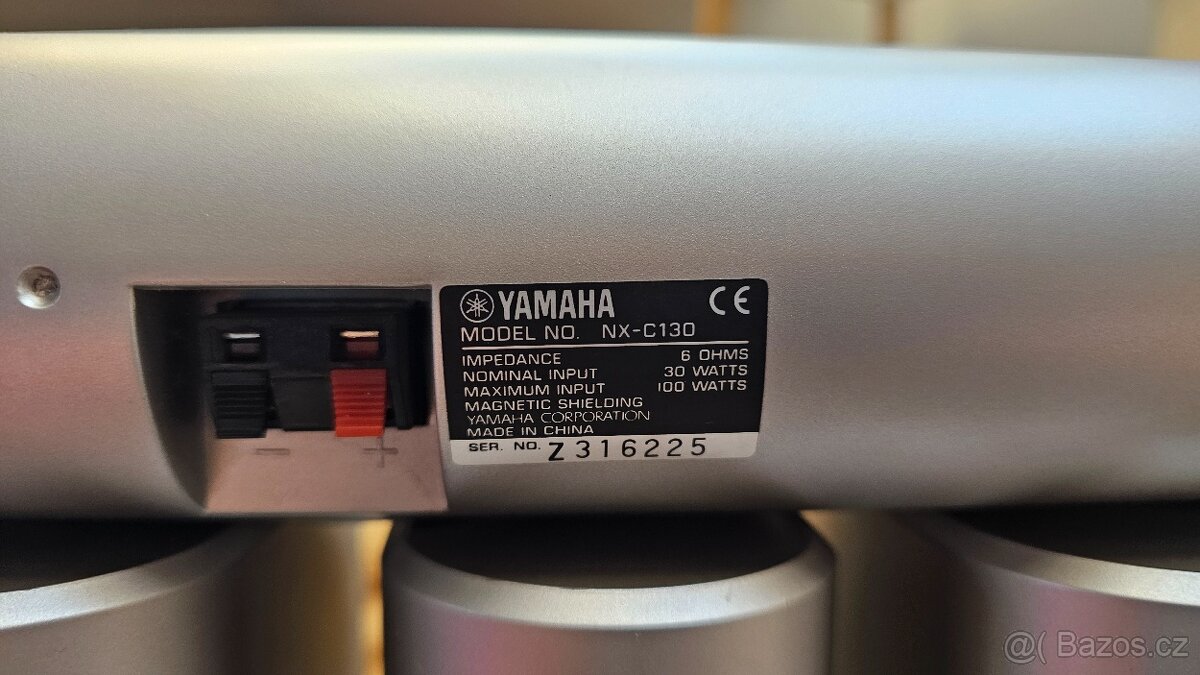 YAMAHA CE
MODEL NO. NX-C130
IMPEDANCE 6 OHMS
NOMINAL INPUT 30 WATTS
MAXIMUM INPUT 100 WATTS
MAGNETIC SHIELDING
YAMAHA CORPORATION
MADE IN CHINA
SER. NO. Z316225
− +
@( Bazos.cz